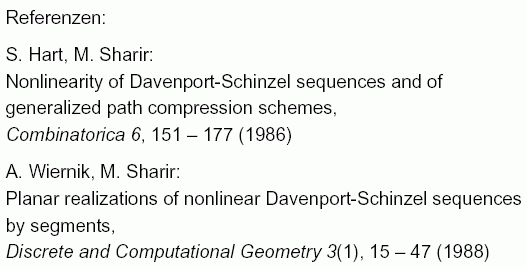 Referenzen:
S. Hart, M. Sharir:
Nonlinearity of Davenport-Schinzel sequences and of
generalized path compression schemes,
Combinatorica 6, 151 – 177 (1986)
A. Wiernik, M. Sharir:
Planar realizations of nonlinear Davenport-Schinzel sequences
by segments,
Discrete and Computational Geometry 3(1), 15 – 47 (1988)